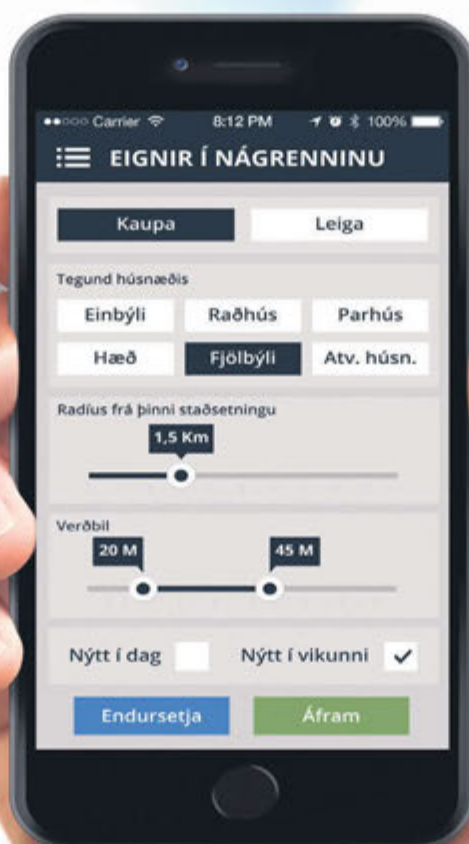 Carrier 8:12 PM 100%
EIGNIR Í NÁGRENNINU
Kaupa Leiga
Tegund húsnæðis
Einbýli Raðhús Parhús
Hæð Fjölbýli Atv. húsn.
Radíus frá þinni staðsetningu
1,5 Km
Verðbil
20 M 45 M
Nýtt í dag Nýtt í vikunni
Endursetja Áfram